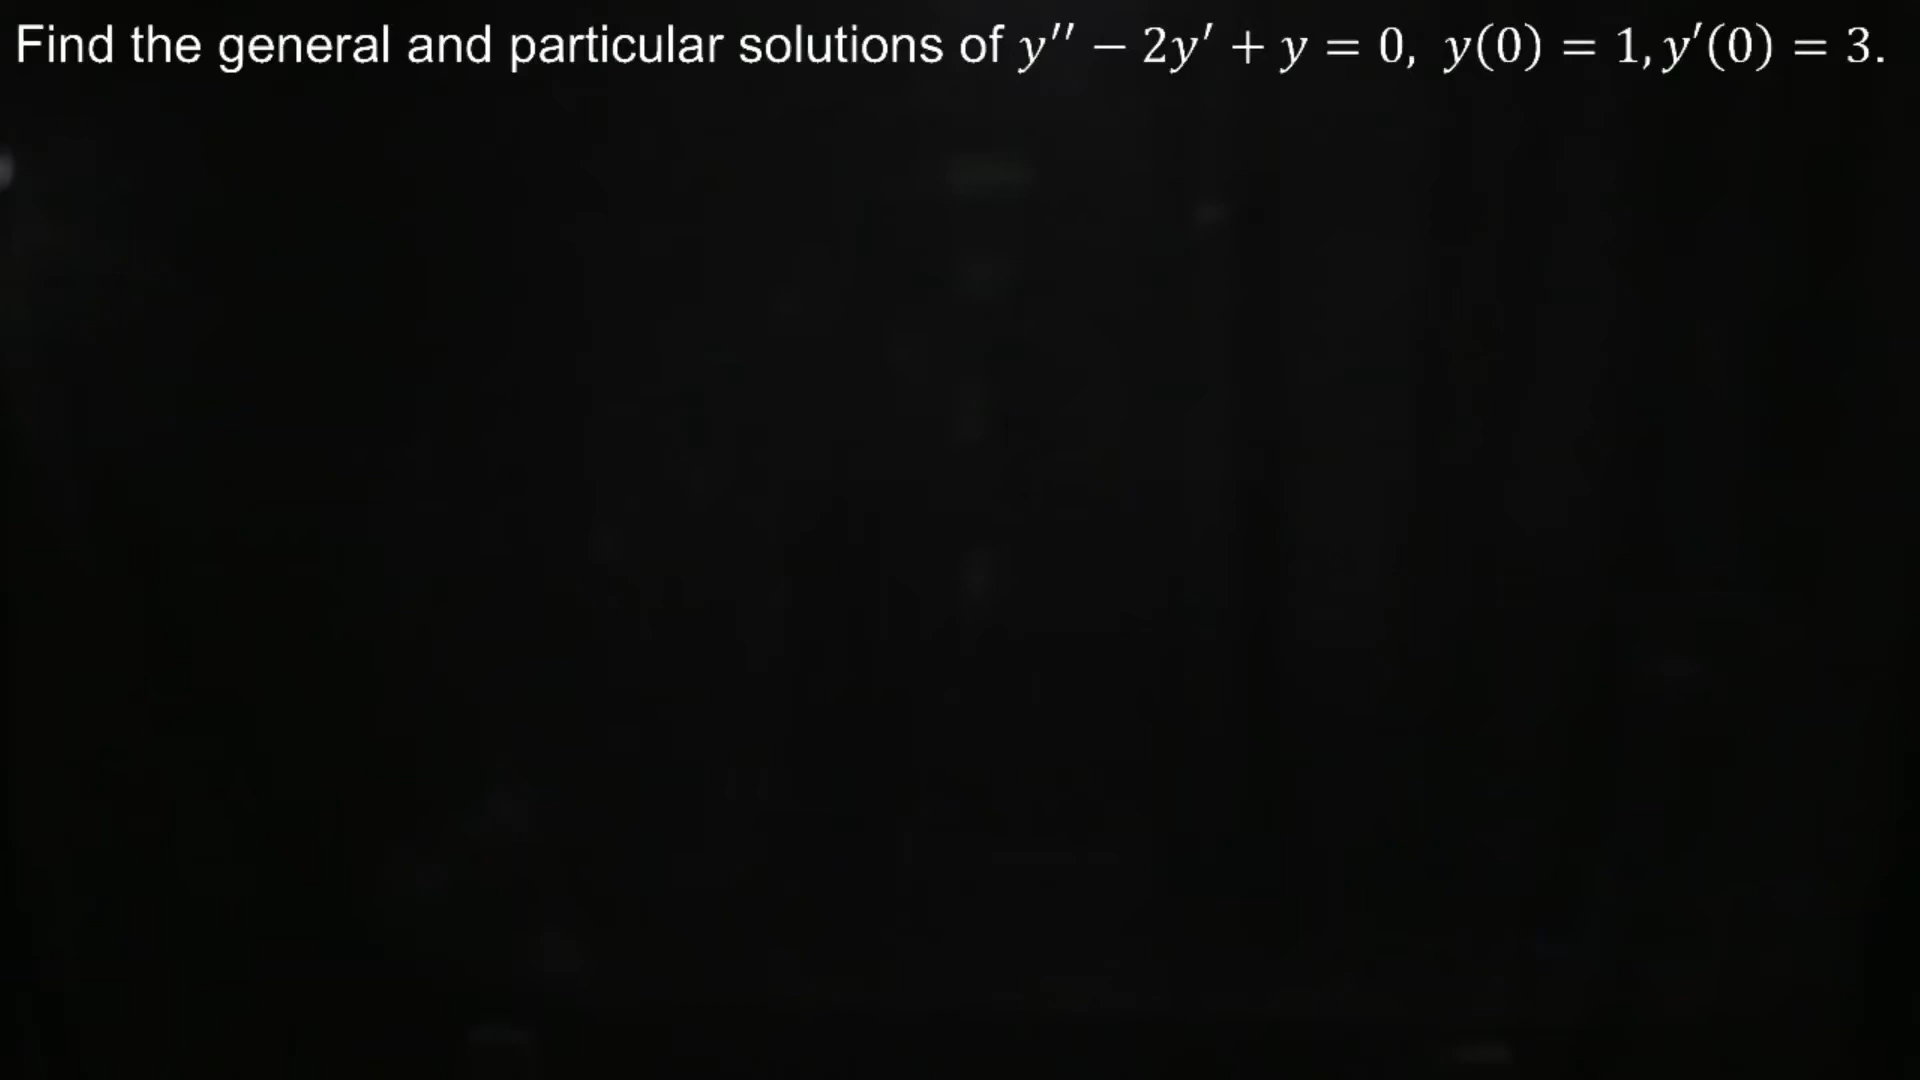 Find the general and particular solutions of y′′ − 2y′ + y = 0, y(0) = 1, y′(0) = 3.